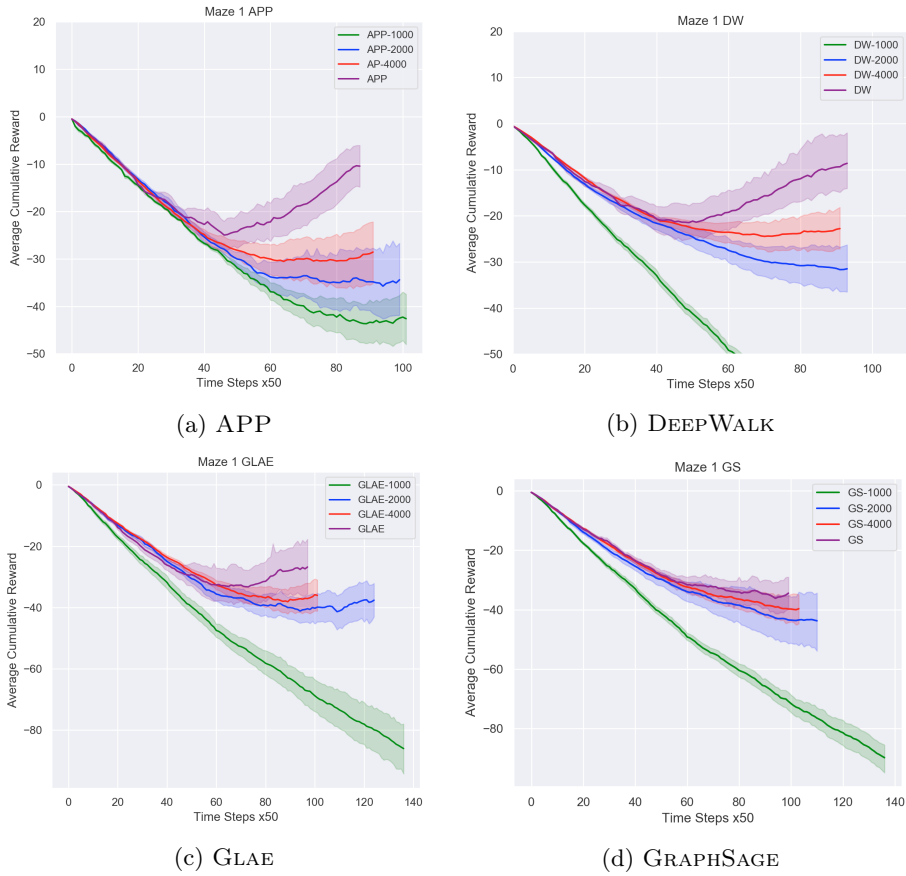 Maze 1 APP
20
10
0
−10
−20
−30
−40
−50
Average Cumulative Reward
APP-1000
APP-2000
AP-4000
APP
0 20 40 60 80 100
Time Steps x50
(a) APP
Maze 1 DW
20
10
0
−10
−20
−30
−40
−50
Average Cumulative Reward
DW-1000
DW-2000
DW-4000
DW
0 20 40 60 80 100
Time Steps x50
(b) DEEPWALK
Maze 1 GLAE
0
−20
−40
−60
−80
Average Cumulative Reward
GLAE-1000
GLAE-2000
GLAE-4000
GLAE
0 20 40 60 80 100 120 140
Time Steps x50
(c) GLAE
Maze 1 GS
0
−20
−40
−60
−80
Average Cumulative Reward
GS-1000
GS-2000
GS-4000
GS
0 20 40 60 80 100 120 140
Time Steps x50
(d) GRAPHSAGE